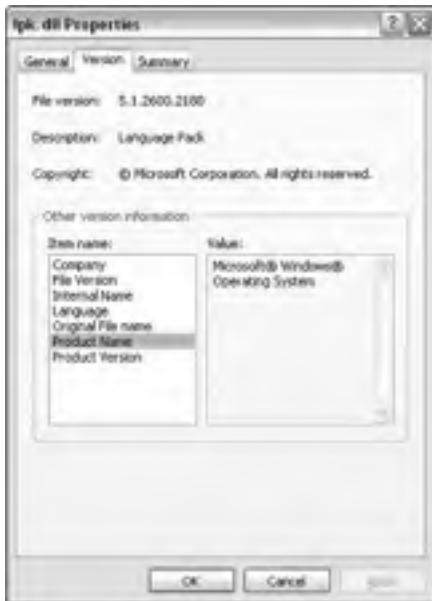 lpk. dll Properties
General Version Summary
File version: 5.1.2600.2180
Description: Language Pack
Copyright: © Microsoft Corporation. All rights reserved.
Other version information
Item name: Value:
Company
File Version
Internal Name
Language
Original File name
Product Name
Product Version
Microsoft® Windows®
Operating System
OK Cancel